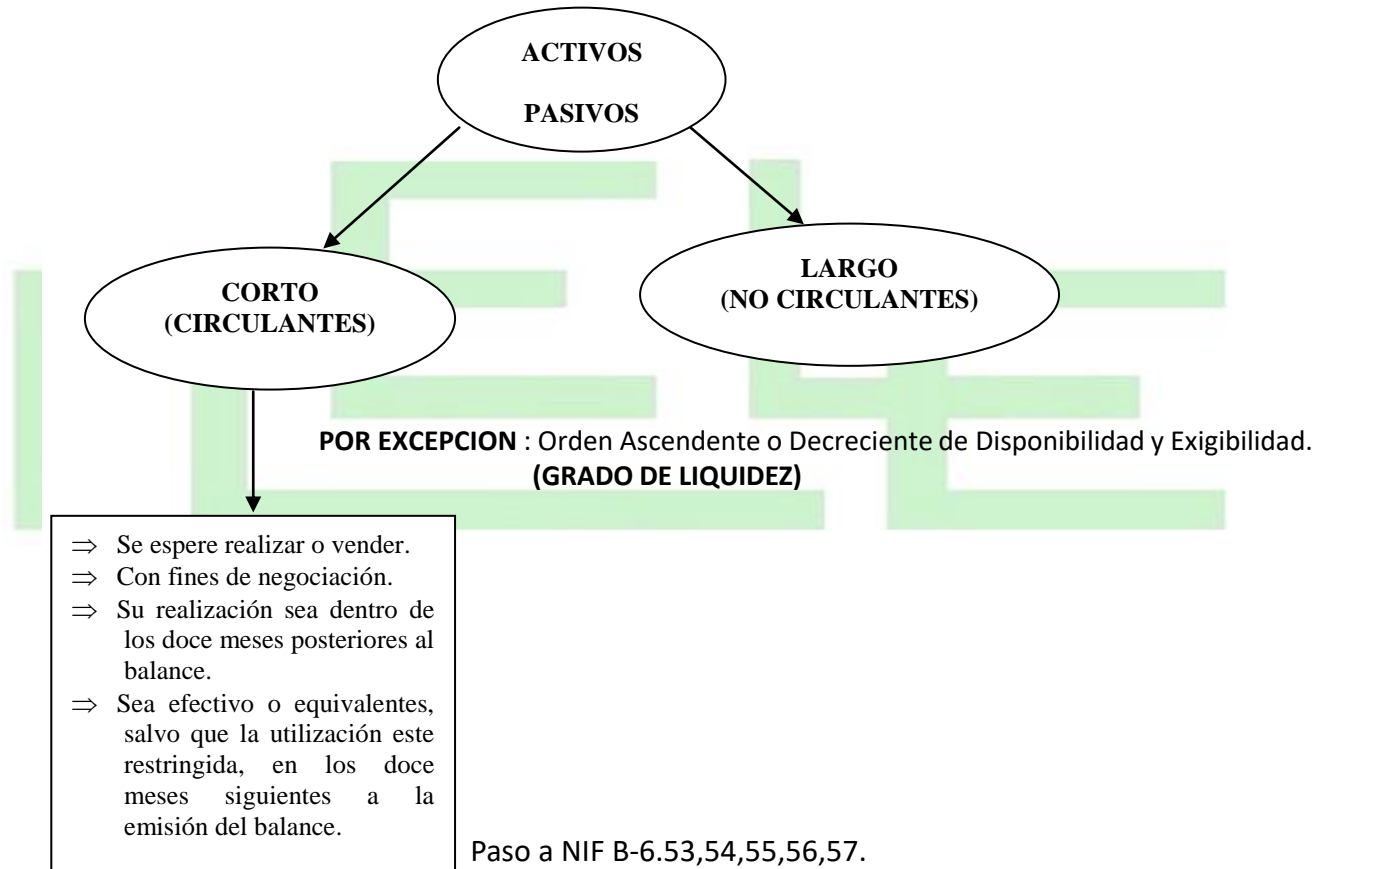 ACTIVOS
PASIVOS
CORTO
(CIRCULANTES)
LARGO
(NO CIRCULANTES)
POR EXCEPCION : Orden Ascendente o Decreciente de Disponibilidad y Exigibilidad.
(GRADO DE LIQUIDEZ)
⇒ Se espere realizar o vender.
⇒ Con fines de negociación.
⇒ Su realización sea dentro de
los doce meses posteriores al
balance.
⇒ Sea efectivo o equivalentes,
salvo que la utilización este
restringida, en los doce
meses siguientes a la
emisión del balance.
Paso a NIF B-6.53,54,55,56,57.